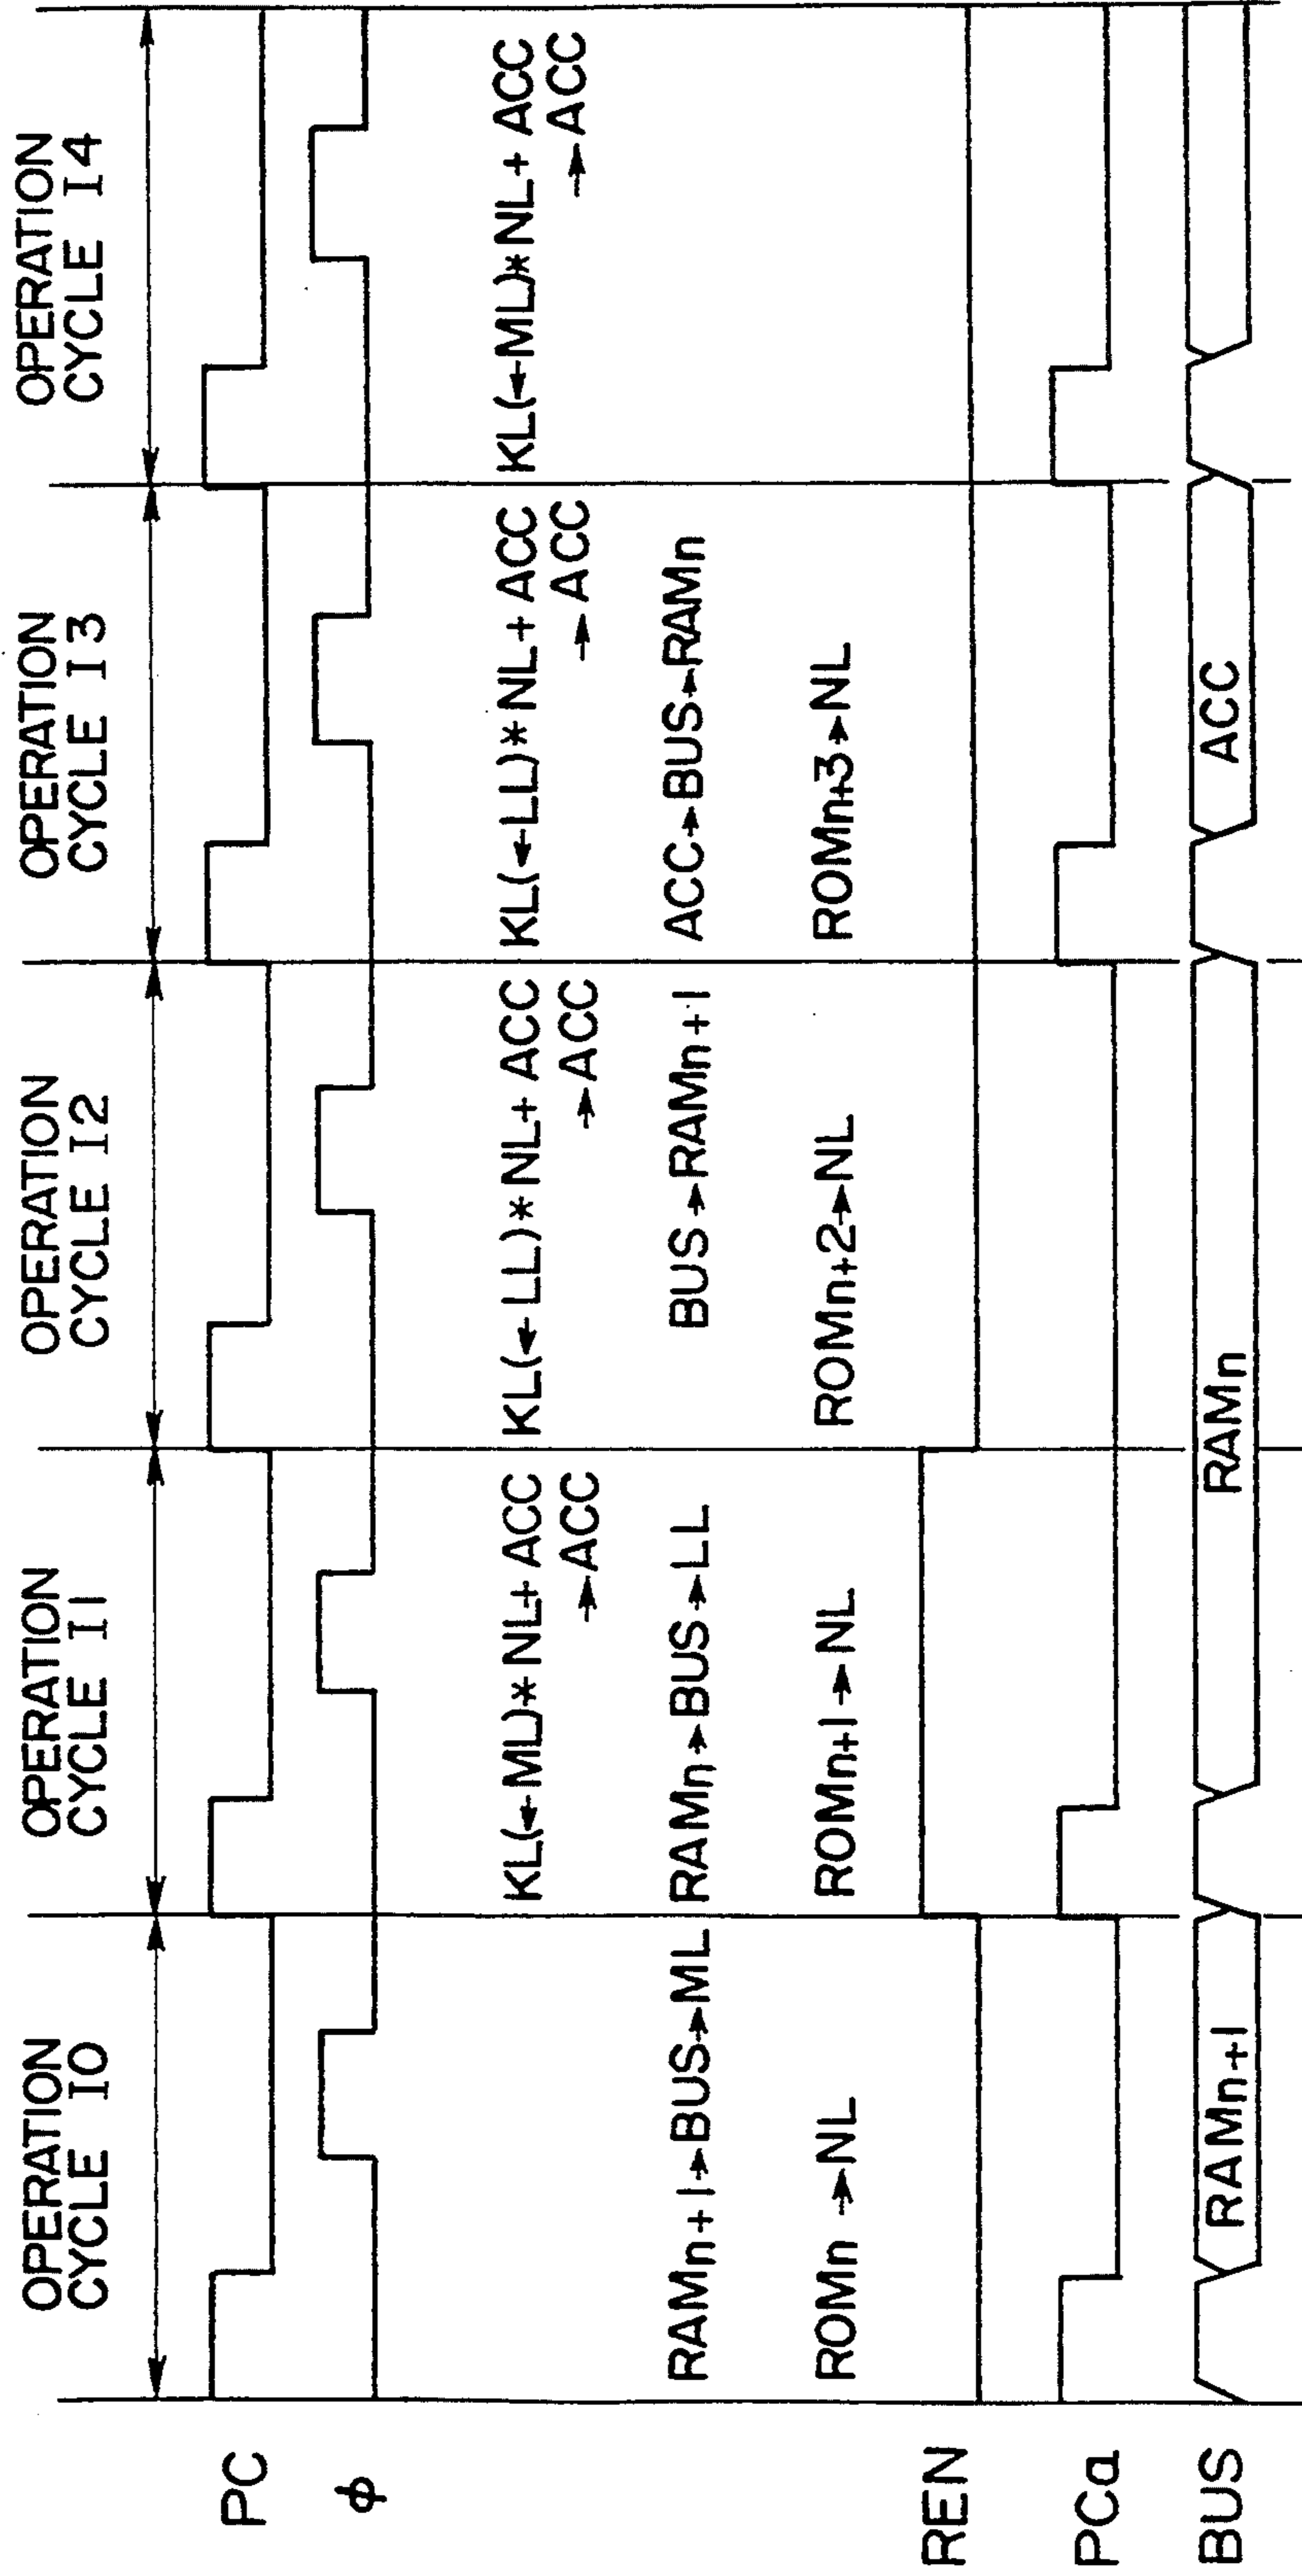 OPERATION
CYCLE I0
OPERATION
CYCLE I1
OPERATION
CYCLE I2
OPERATION
CYCLE I3
OPERATION
CYCLE I4
PC
ϕ
KL(←ML)*NL+ACC
→ACC
KL(←LL)*NL+ACC
→ACC
KL(←LL)*NL+ACC
→ACC
KL(←ML)*NL+ACC
→ACC
RAMn+1→BUS→ML
RAMn→BUS→LL
BUS→RAMn+1
ACC→BUS→RAMn
ROMn→NL
ROMn+1→NL
ROMn+2→NL
ROMn+3→NL
REN
PCa
BUS
RAMn+1
RAMn
ACC